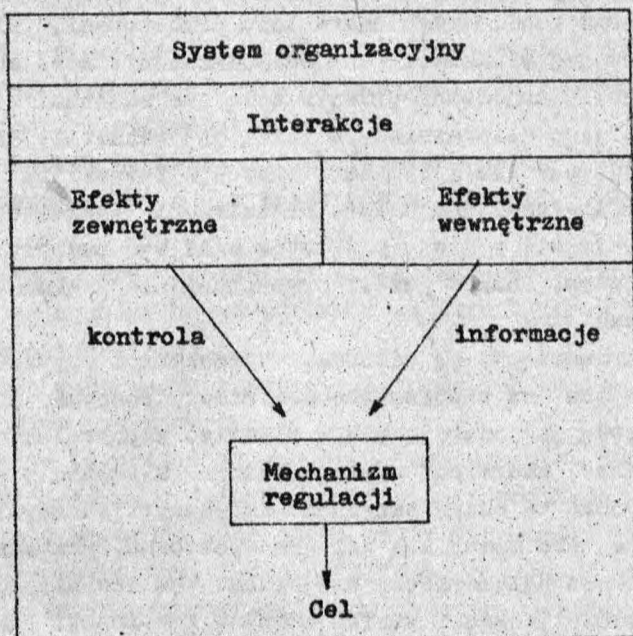 System organizacyjny
Interakcje
Efekty
zewnętrzne
Efekty
wewnętrzne
kontrola
informacje
Mechanizm
regulacji
Cel